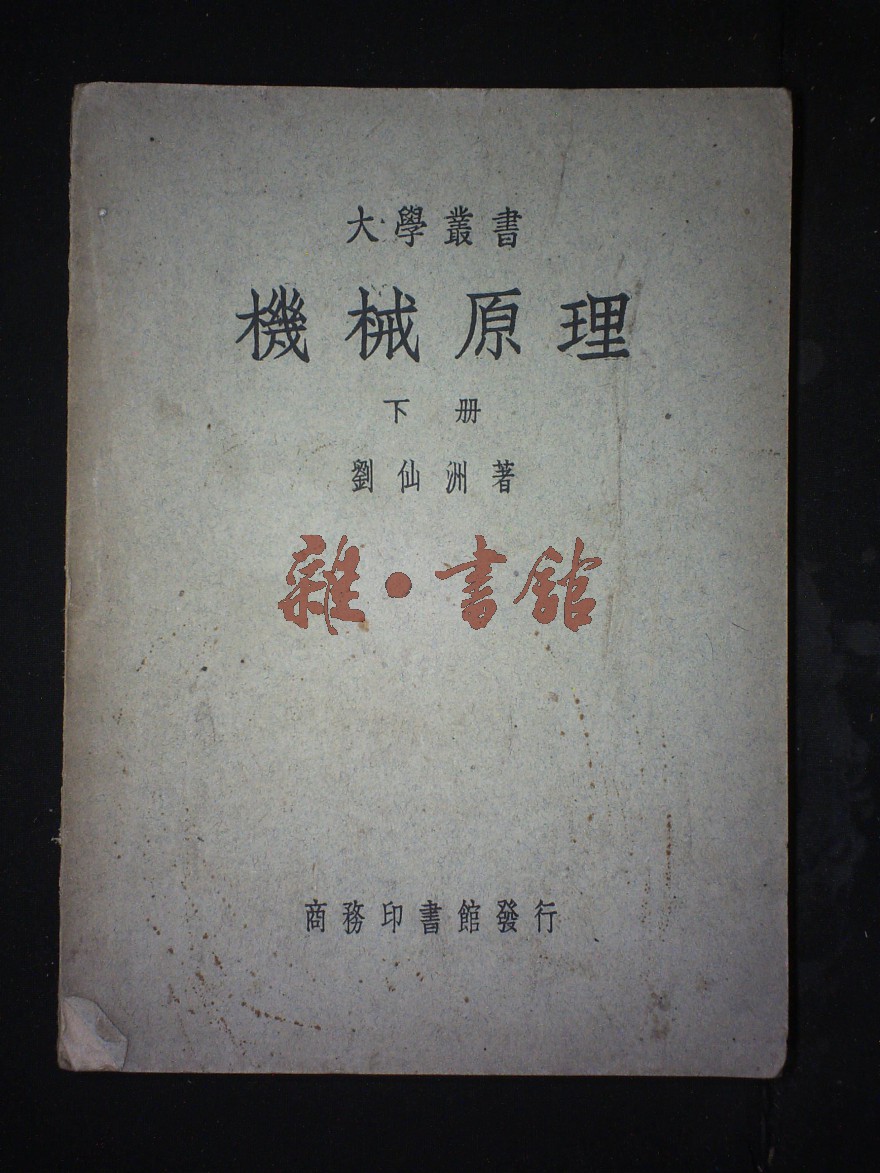 大學叢書
機械原理
下册
劉仙洲著
雜·書館
商務印書館發行